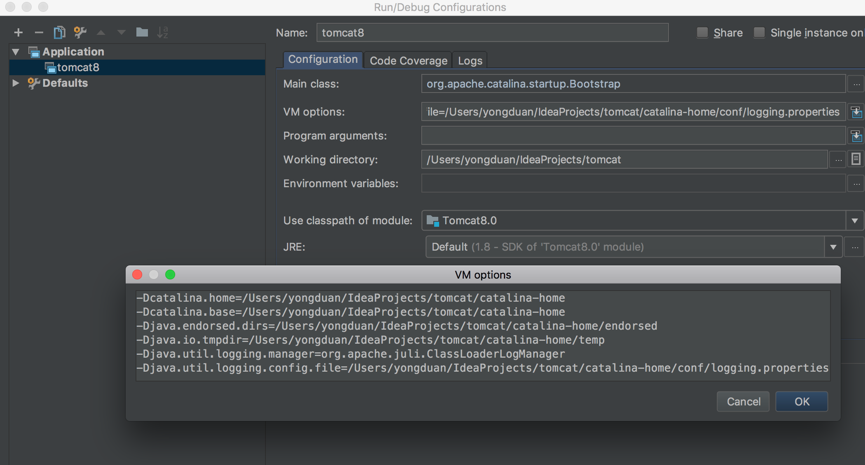 Run/Debug Configurations
Name: tomcat8
Share
Single instance on
Application
tomcat8
Defaults
Configuration
Code Coverage
Logs
Main class: org.apache.catalina.startup.Bootstrap
VM options: ile=/Users/yongduan/IdeaProjects/tomcat/catalina-home/conf/logging.properties
Program arguments:
Working directory: /Users/yongduan/IdeaProjects/tomcat
Environment variables:
Use classpath of module: Tomcat8.0
JRE: Default (1.8 - SDK of 'Tomcat8.0' module)
VM options
-Dcatalina.home=/Users/yongduan/IdeaProjects/tomcat/catalina-home
-Dcatalina.base=/Users/yongduan/IdeaProjects/tomcat/catalina-home
-Djava.endorsed.dirs=/Users/yongduan/IdeaProjects/tomcat/catalina-home/endorsed
-Djava.io.tmpdir=/Users/yongduan/IdeaProjects/tomcat/catalina-home/temp
-Djava.util.logging.manager=org.apache.juli.ClassLoaderLogManager
-Djava.util.logging.config.file=/Users/yongduan/IdeaProjects/tomcat/catalina-home/conf/logging.properties
Cancel
OK